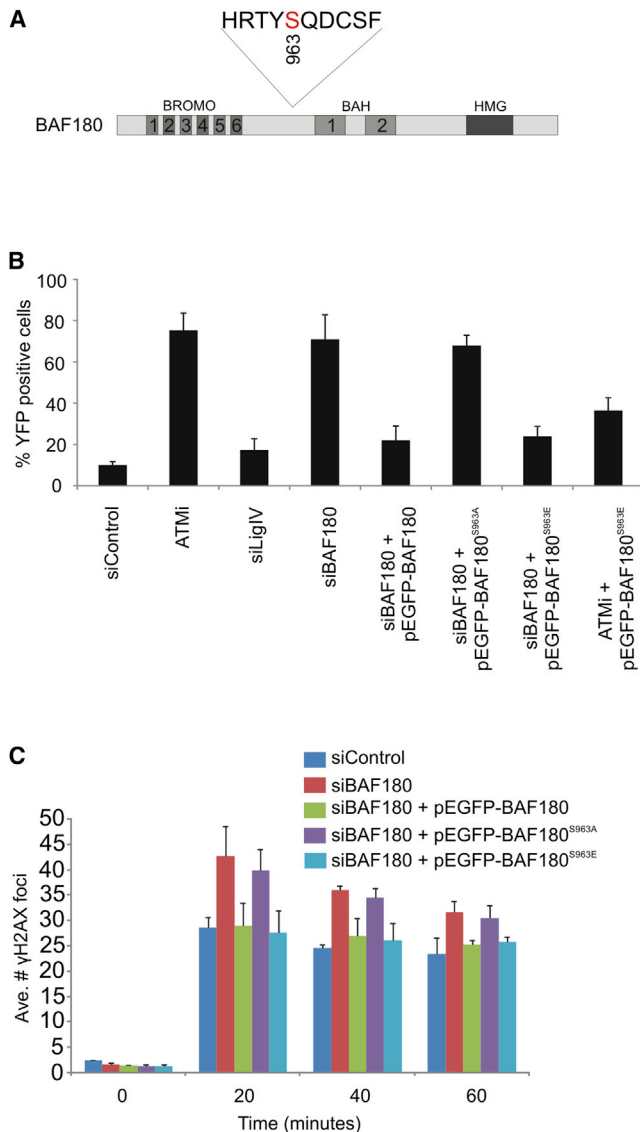 A
HRTYSQDCSF
963
BROMO
BAH
HMG
BAF180
1 2 3 4 5 6
1
2
B
% YFP positive cells
100
80
60
40
20
0
siControl
ATMi
siLigIV
siBAF180
siBAF180 +
pEGFP-BAF180
siBAF180 +
pEGFP-BAF180S963A
siBAF180 +
pEGFP-BAF180S963E
ATMi +
pEGFP-BAF180S963E
C
siControl
siBAF180
siBAF180 + pEGFP-BAF180
siBAF180 + pEGFP-BAF180S963A
siBAF180 + pEGFP-BAF180S963E
Ave. # γH2AX foci
50
45
40
35
30
25
20
15
10
5
0
0
20
40
60
Time (minutes)